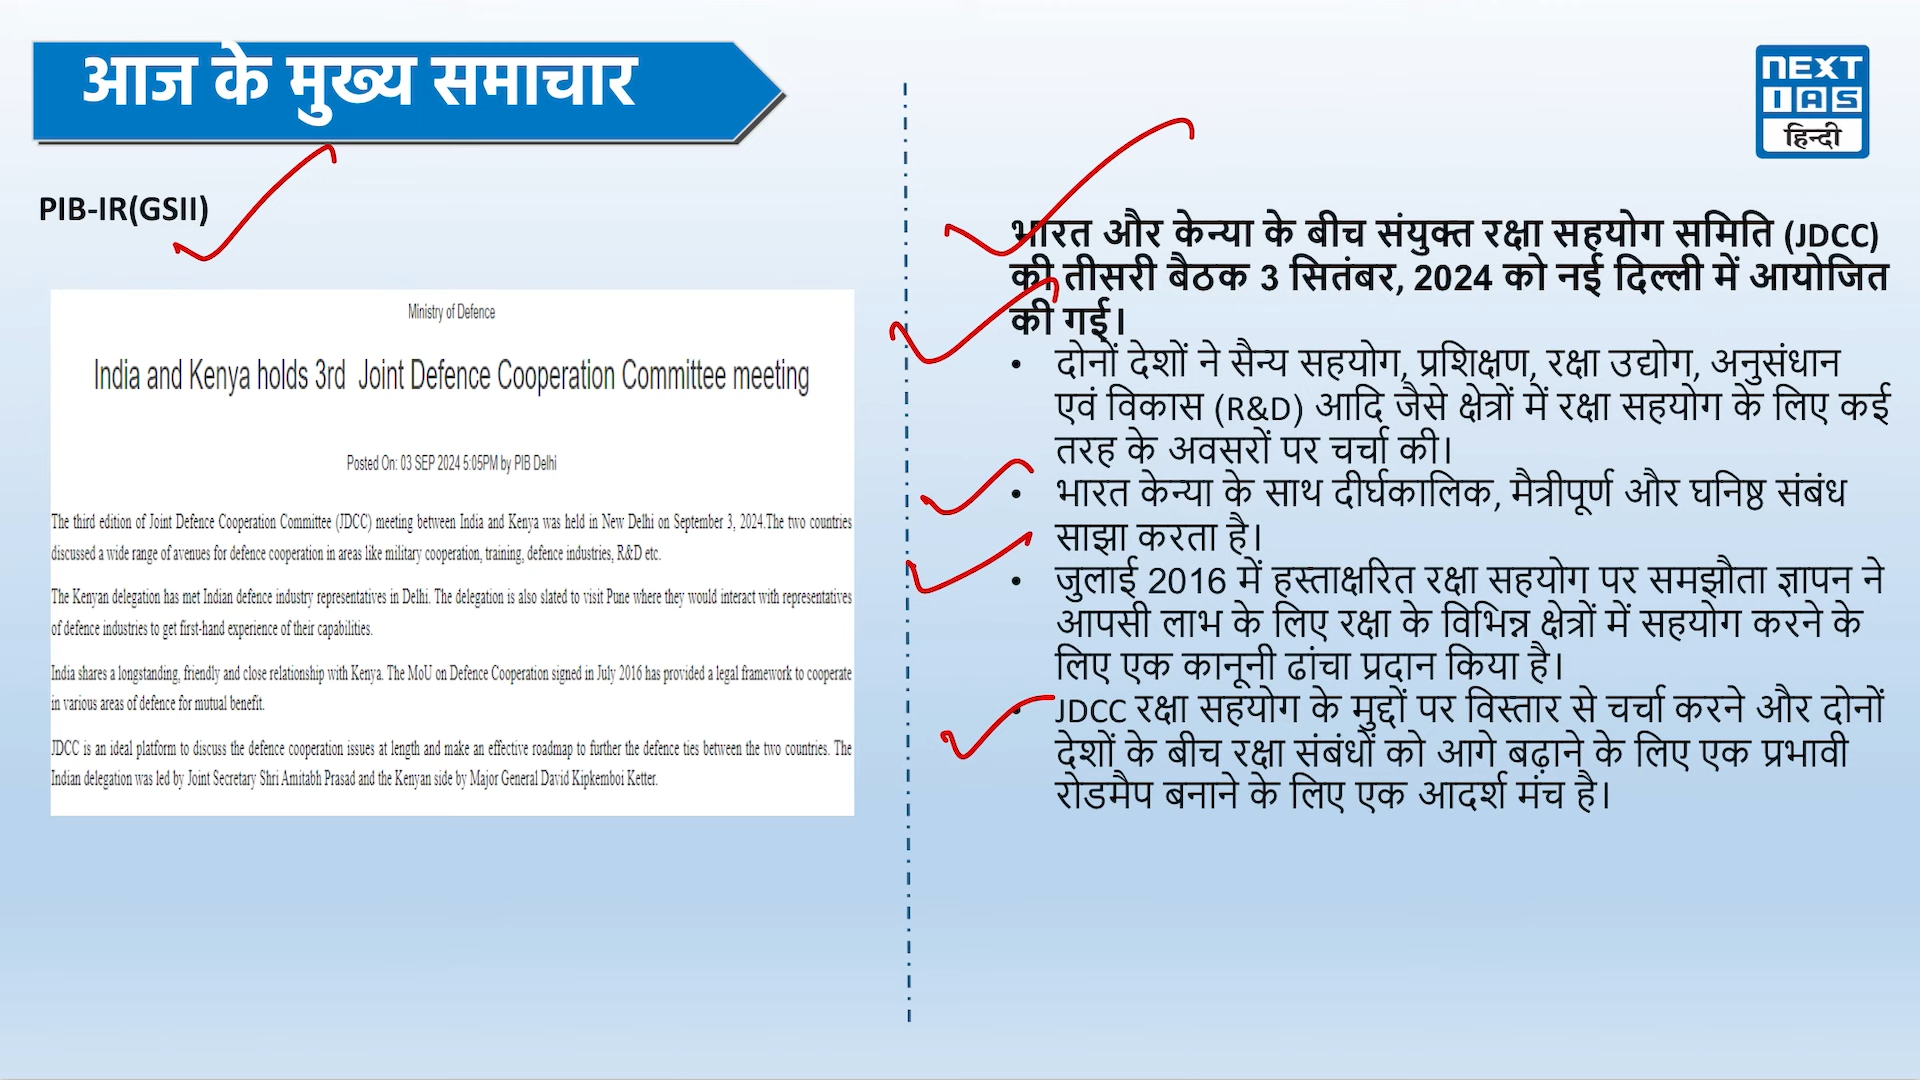 आज के मुख्य समाचार
NEXT
IAS
हिन्दी
PIB-IR(GSII)
Ministry of Defence
India and Kenya holds 3rd Joint Defence Cooperation Committee meeting
Posted On: 03 SEP 2024 5:05PM by PIB Delhi
The third edition of Joint Defence Cooperation Committee (JDCC) meeting between India and Kenya was held in New Delhi on September 3, 2024.The two countries
discussed a wide range of avenues for defence cooperation in areas like military cooperation, training, defence industries, R&D etc.
The Kenyan delegation has met Indian defence industry representatives in Delhi. The delegation is also slated to visit Pune where they would interact with representatives
of defence industries to get first-hand experience of their capabilities.
India shares a longstanding, friendly and close relationship with Kenya. The MoU on Defence Cooperation signed in July 2016 has provided a legal framework to cooperate
in various areas of defence for mutual benefit.
JDCC is an ideal platform to discuss the defence cooperation issues at length and make an effective roadmap to further the defence ties between the two countries. The
Indian delegation was led by Joint Secretary Shri Amitabh Prasad and the Kenyan side by Major General David Kipkemboi Ketter.
भारत और केन्या के बीच संयुक्त रक्षा सहयोग समिति (JDCC)
की तीसरी बैठक 3 सितंबर, 2024 को नई दिल्ली में आयोजित
की गई।
• दोनों देशों ने सैन्य सहयोग, प्रशिक्षण, रक्षा उद्योग, अनुसंधान
एवं विकास (R&D) आदि जैसे क्षेत्रों में रक्षा सहयोग के लिए कई
तरह के अवसरों पर चर्चा की।
• भारत केन्या के साथ दीर्घकालिक, मैत्रीपूर्ण और घनिष्ठ संबंध
साझा करता है।
• जुलाई 2016 में हस्ताक्षरित रक्षा सहयोग पर समझौता ज्ञापन ने
आपसी लाभ के लिए रक्षा के विभिन्न क्षेत्रों में सहयोग करने के
लिए एक कानूनी ढांचा प्रदान किया है।
• JDCC रक्षा सहयोग के मुद्दों पर विस्तार से चर्चा करने और दोनों
देशों के बीच रक्षा संबंधों को आगे बढ़ाने के लिए एक प्रभावी
रोडमैप बनाने के लिए एक आदर्श मंच है।